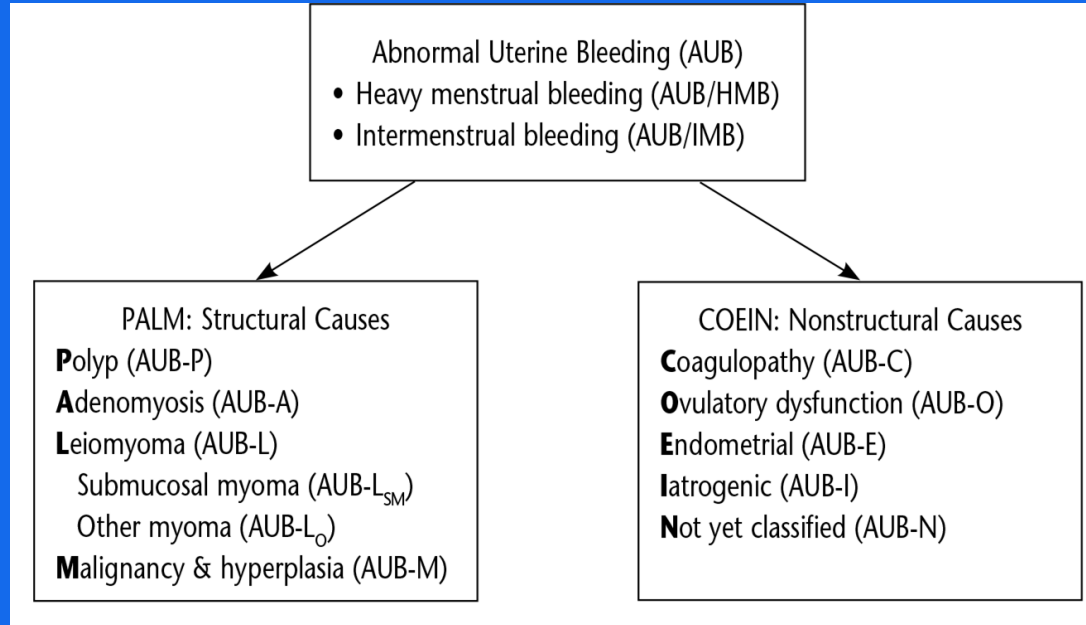 Abnormal Uterine Bleeding (AUB)
• Heavy menstrual bleeding (AUB/HMB)
• Intermenstrual bleeding (AUB/IMB)
PALM: Structural Causes
Polyp (AUB-P)
Adenomyosis (AUB-A)
Leiomyoma (AUB-L)
Submucosal myoma (AUB-LSM)
Other myoma (AUB-LO)
Malignancy & hyperplasia (AUB-M)
COEIN: Nonstructural Causes
Coagulopathy (AUB-C)
Ovulatory dysfunction (AUB-O)
Endometrial (AUB-E)
Iatrogenic (AUB-I)
Not yet classified (AUB-N)